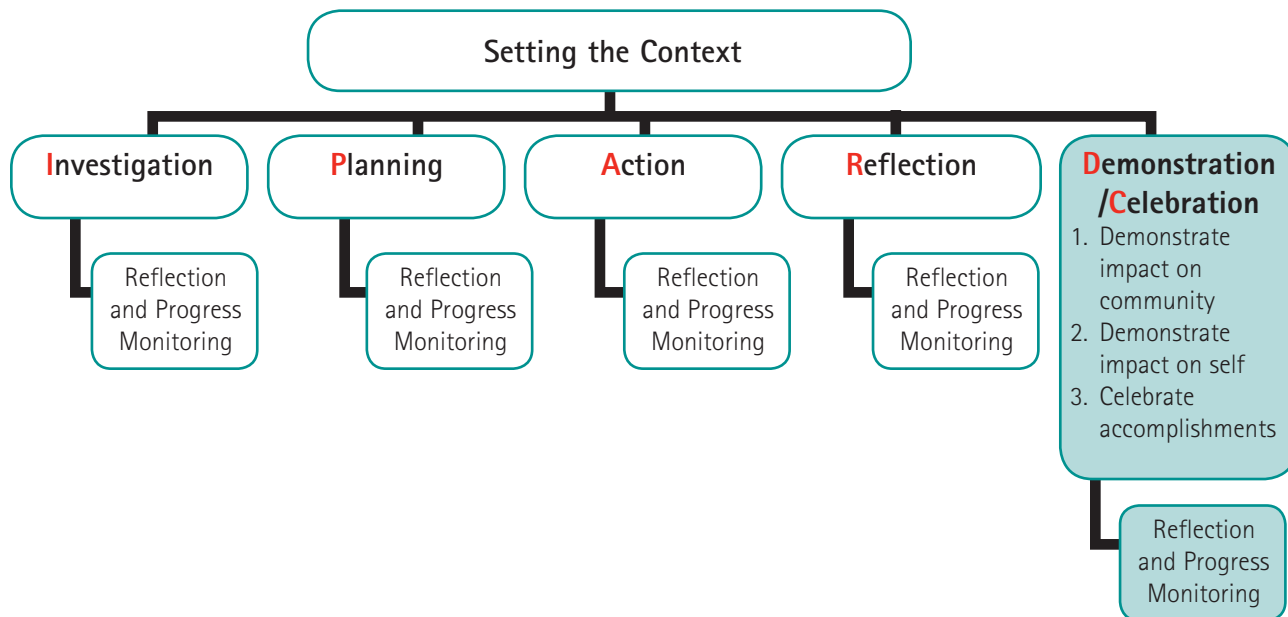 Setting the Context
Investigation
Planning
Action
Reflection
Demonstration
/Celebration
1. Demonstrate
impact on
community
2. Demonstrate
impact on self
3. Celebrate
accomplishments
Reflection
and Progress
Monitoring
Reflection
and Progress
Monitoring
Reflection
and Progress
Monitoring
Reflection
and Progress
Monitoring
Reflection
and Progress
Monitoring